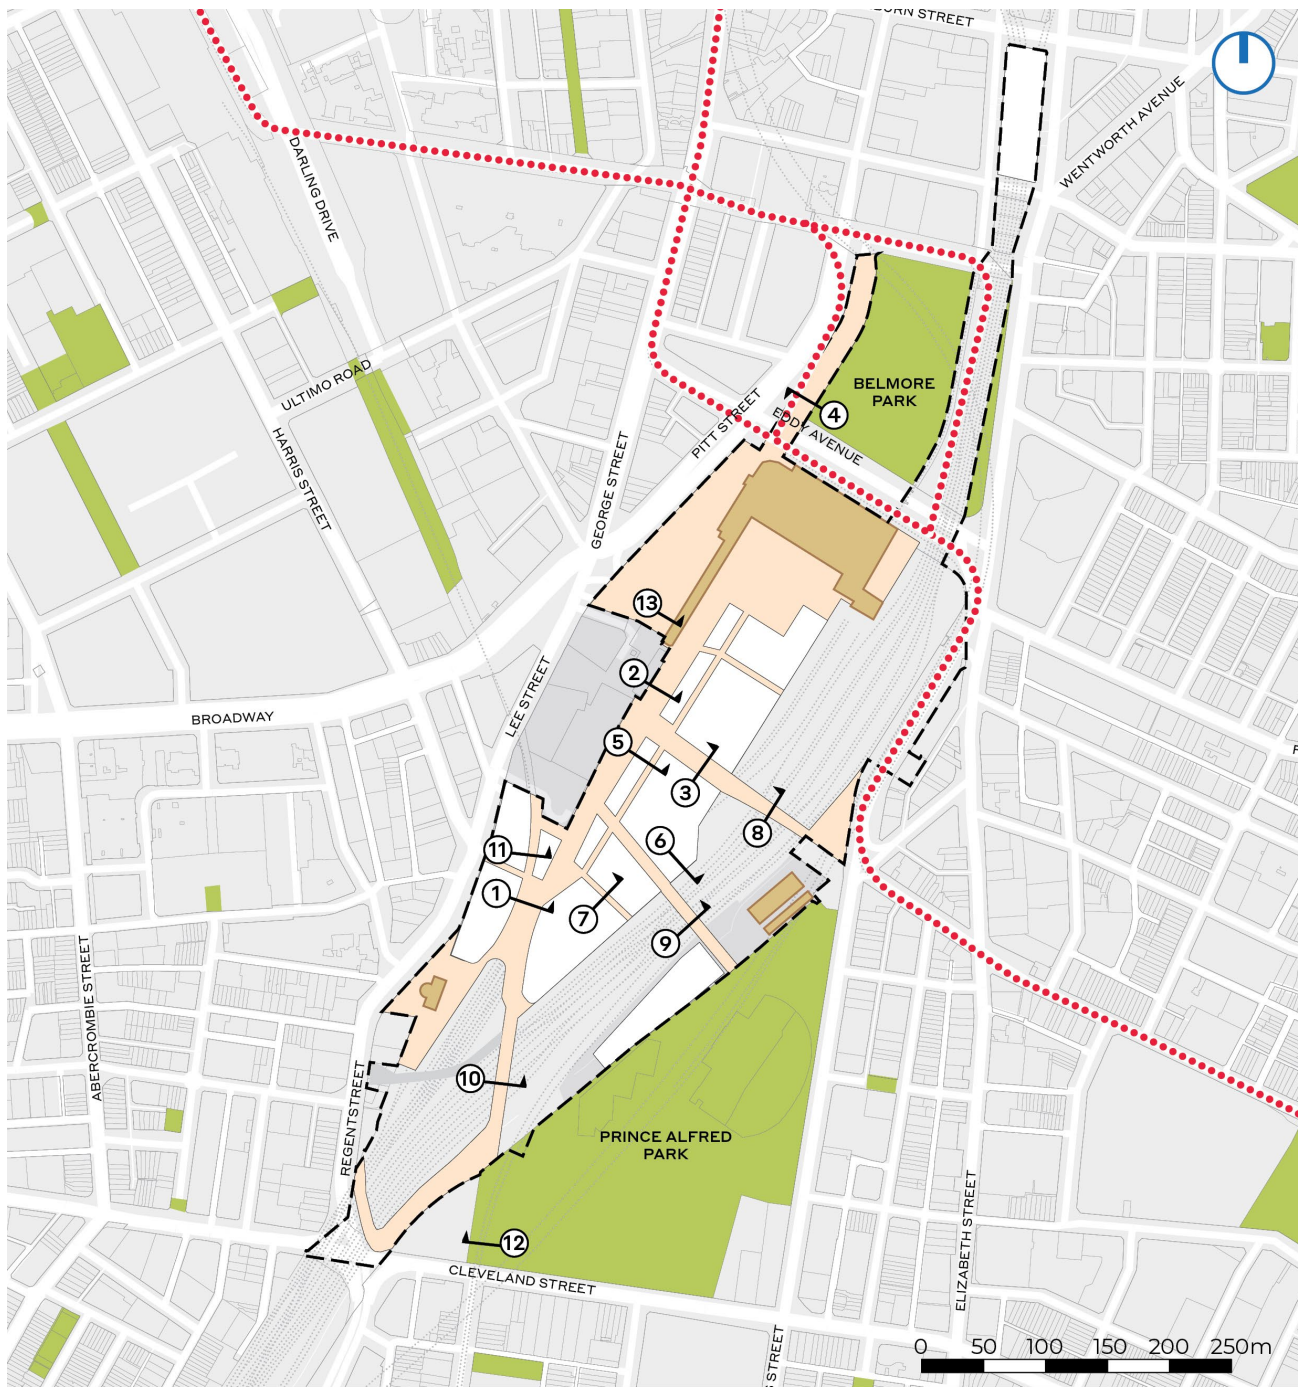 BURN STREET
WENTWORTH AVENUE
DARLING DRIVE
BELMORE
PARK
ULTIMO ROAD
PITT STREET
4
EDDY AVENUE
HARRIS STREET
GEORGE STREET
13
2
LEE STREET
BROADWAY
5
3
8
6
11
1
7
9
ABERCROMBIE STREET
10
REGENT STREET
PRINCE ALFRED
PARK
12
ELIZABETH STREET
CLEVELAND STREET
0 50 100 150 200 250m
S STREET